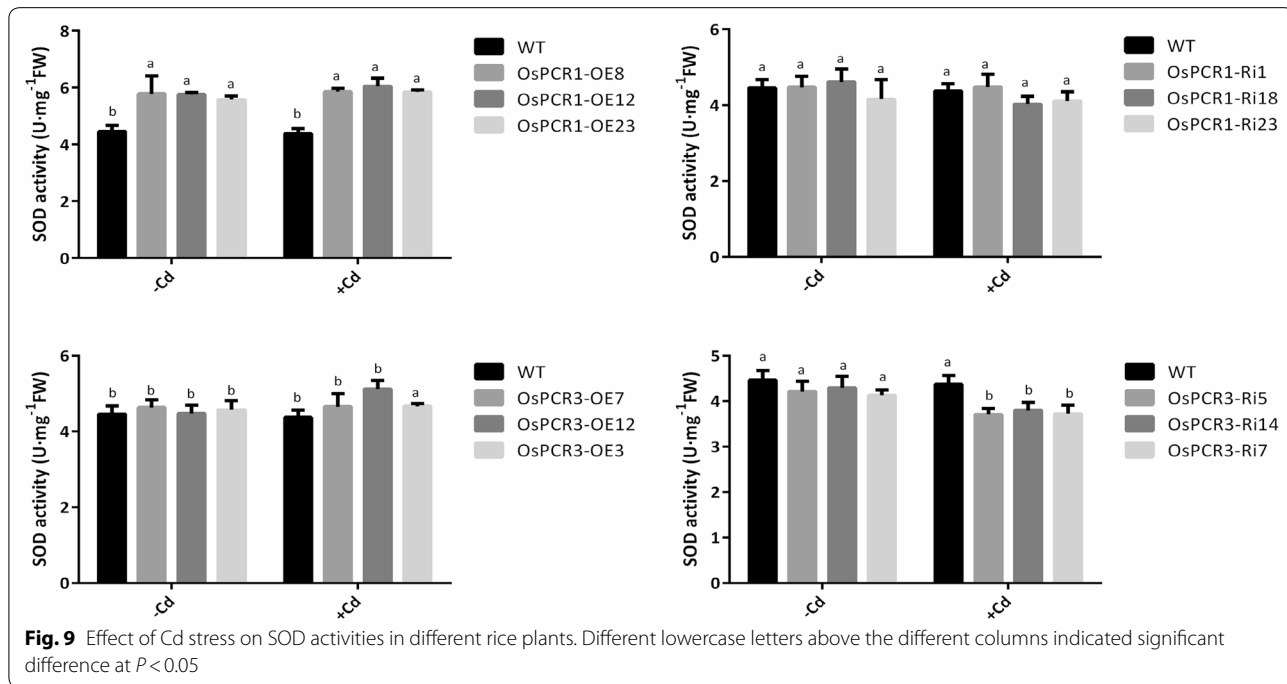 SOD activity (U·mg⁻¹FW)
8
6
4
2
0
b a a a b a a a
-Cd +Cd
WT
OsPCR1-OE8
OsPCR1-OE12
OsPCR1-OE23
SOD activity (U·mg⁻¹FW)
6
4
2
0
a a a a a a a a
-Cd +Cd
WT
OsPCR1-Ri1
OsPCR1-Ri18
OsPCR1-Ri23
SOD activity (U·mg⁻¹FW)
6
4
2
0
b b b b b b b a
-Cd +Cd
WT
OsPCR3-OE7
OsPCR3-OE12
OsPCR3-OE3
SOD activity (U·mg⁻¹FW)
5
4
3
2
1
0
a a a a a b b b
-Cd +Cd
WT
OsPCR3-Ri5
OsPCR3-Ri14
OsPCR3-Ri7
Fig. 9 Effect of Cd stress on SOD activities in different rice plants. Different lowercase letters above the different columns indicated significant
difference at P < 0.05